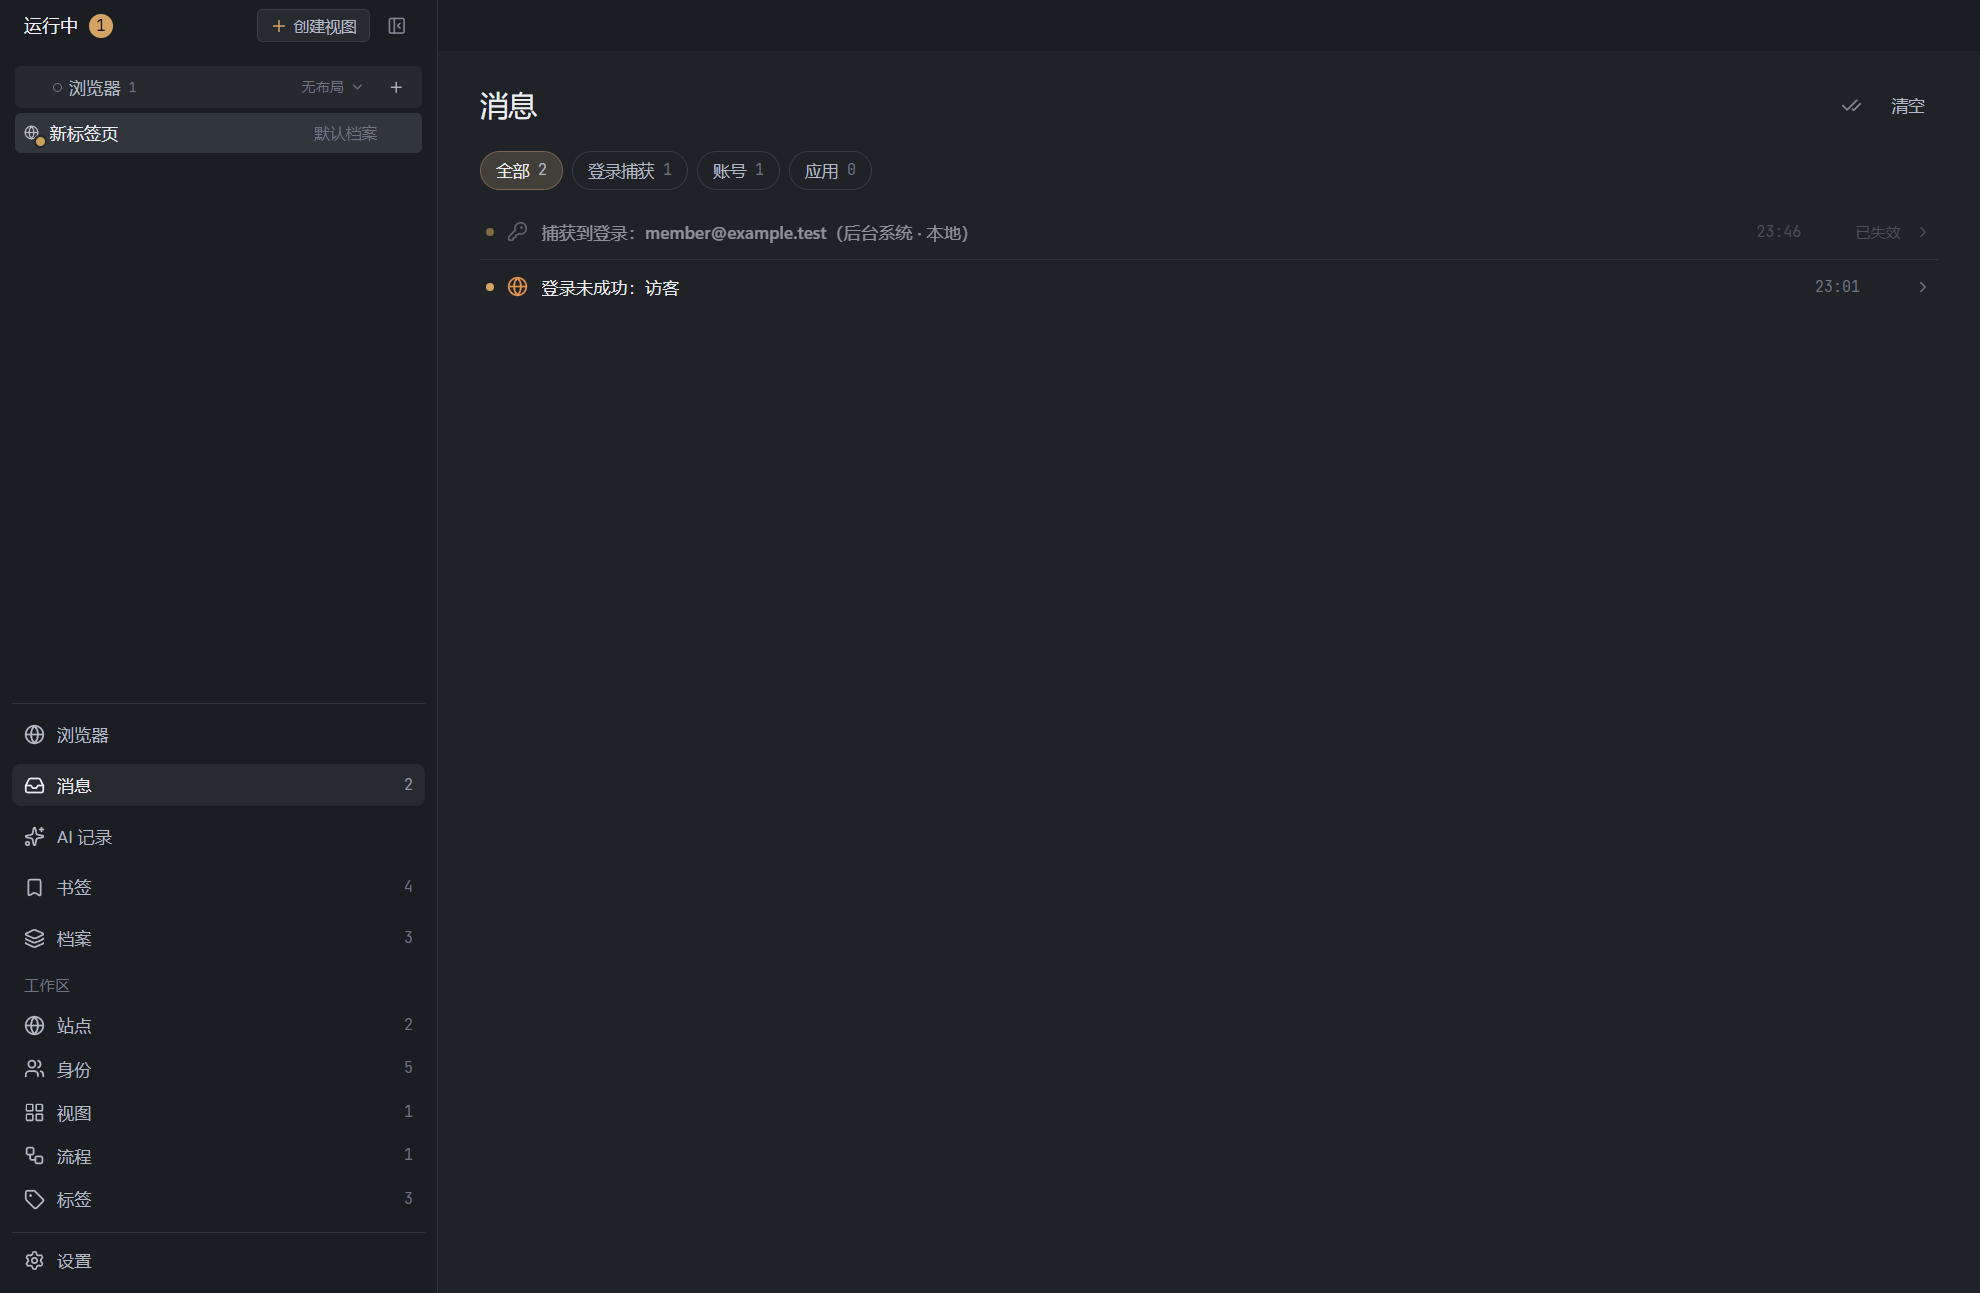 运行中 1 创建视图
浏览器 1 无布局
新标签页 默认档案
浏览器
消息 2
AI 记录
书签 4
档案 3
工作区
站点 2
身份 5
视图 1
流程 1
标签 3
设置
消息 清空
全部 2 登录捕获 1 账号 1 应用 0
捕获到登录：member@example.test（后台系统 · 本地） 23:46 已失效
登录未成功：访客 23:01